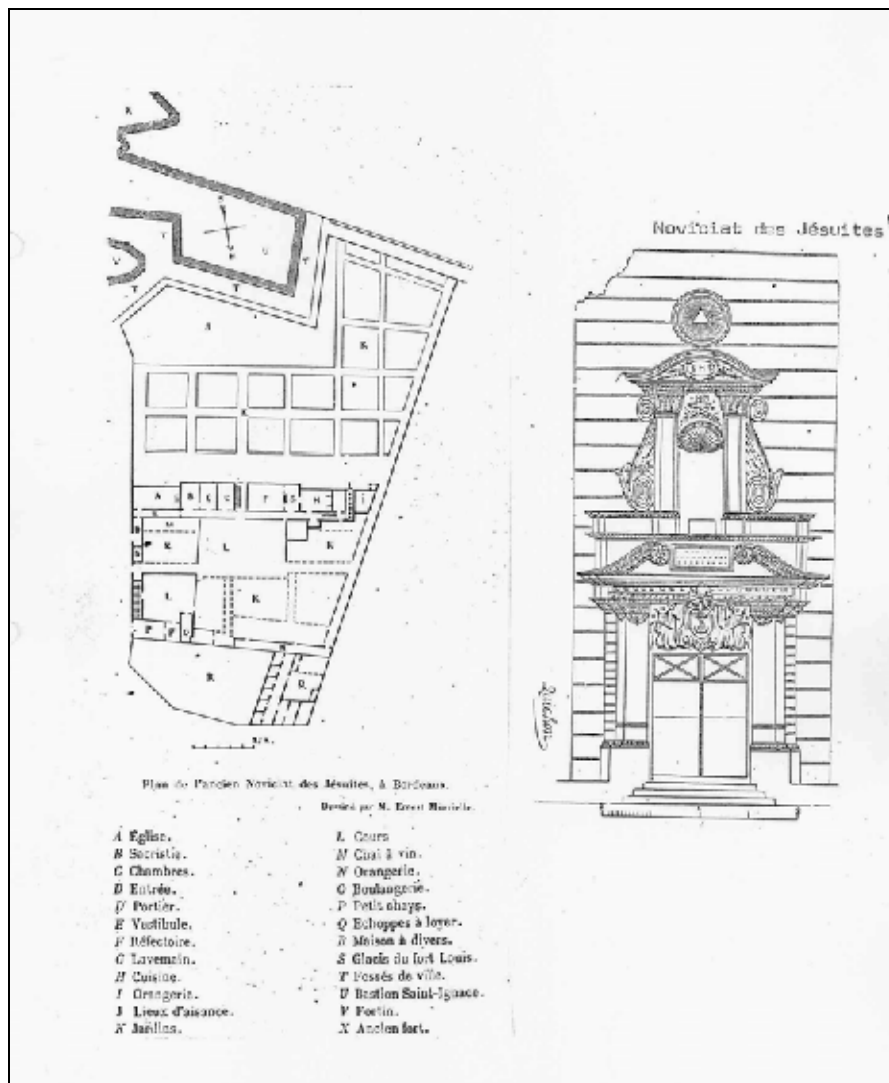 Noviciat des Jésuites
Plan de l'ancien Noviciat des Jésuites, à Bordeaux.
Dessiné par M. Ernest
A Église.
B Sacristie.
C Chambres.
D Entrée.
D' Portier.
E Vestibule.
F Réfectoire.
G Lavemain.
H Cuisine.
I Orangerie.
J Lieux d'aisance.
K Jardins.
L Cours
M Chai à vin.
N Orangerie.
O Boulangerie.
P Petit chays.
Q Echoppes à loyer.
R Maison à divers.
S Glacis du fort Louis.
T Fossés de ville.
U Bastion Saint-Ignace.
V Fortin.
X Ancien fort.